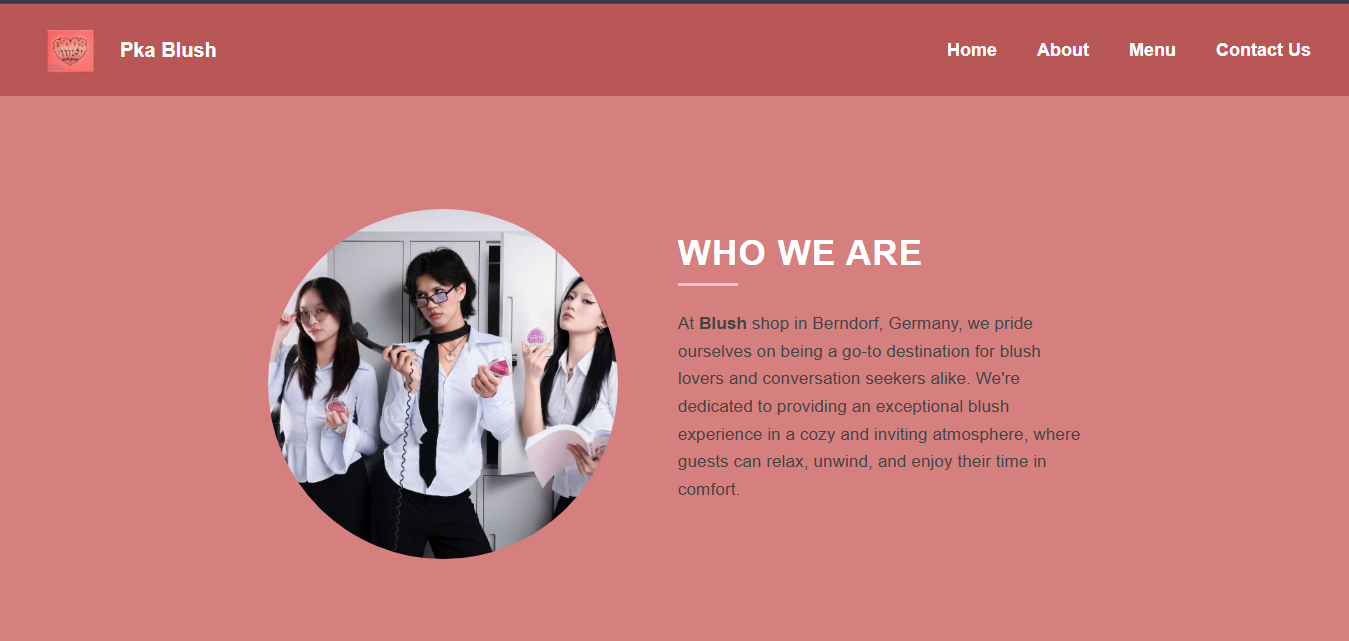 Pka Blush
Home
About
Menu
Contact Us
WHO WE ARE
At Blush shop in Berndorf, Germany, we pride
ourselves on being a go-to destination for blush
lovers and conversation seekers alike. We're
dedicated to providing an exceptional blush
experience in a cozy and inviting atmosphere, where
guests can relax, unwind, and enjoy their time in
comfort.